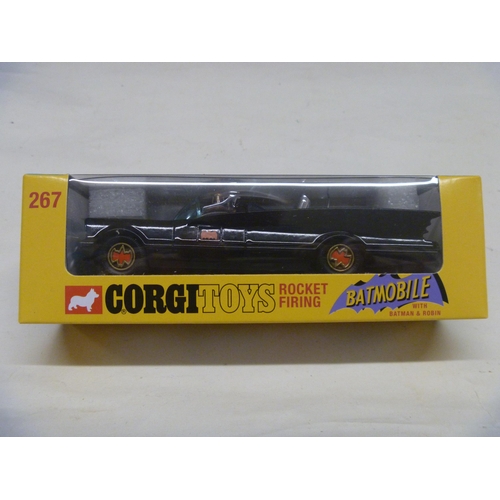 267
CORGI TOYS
ROCKET
FIRING
BATMOBILE
WITH
BATMAN & ROBIN